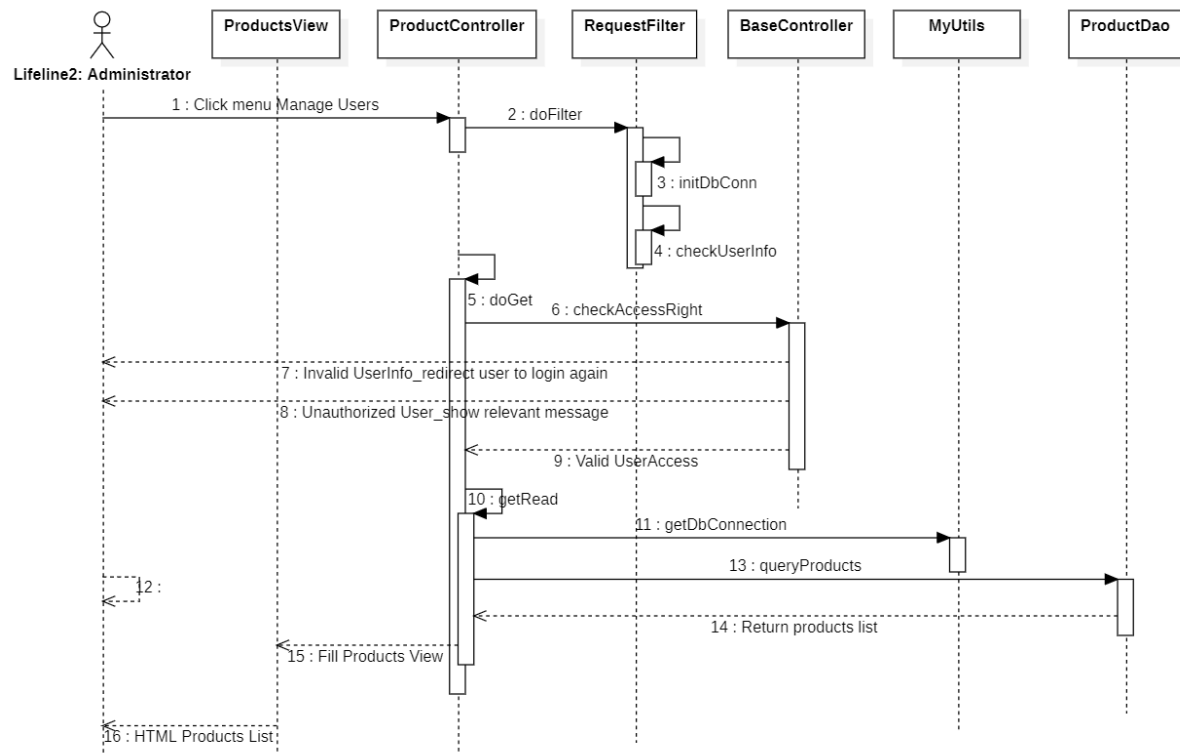 ProductsView
ProductController
RequestFilter
BaseController
MyUtils
ProductDao
Lifeline2: Administrator
1 : Click menu Manage Users
2 : doFilter
3 : initDbConn
4 : checkUserInfo
5 : doGet
6 : checkAccessRight
7 : Invalid UserInfo_redirect user to login again
8 : Unauthorized User_show relevant message
9 : Valid UserAccess
10 : getRead
11 : getDbConnection
12 :
13 : queryProducts
14 : Return products list
15 : Fill Products View
16 : HTML Products List